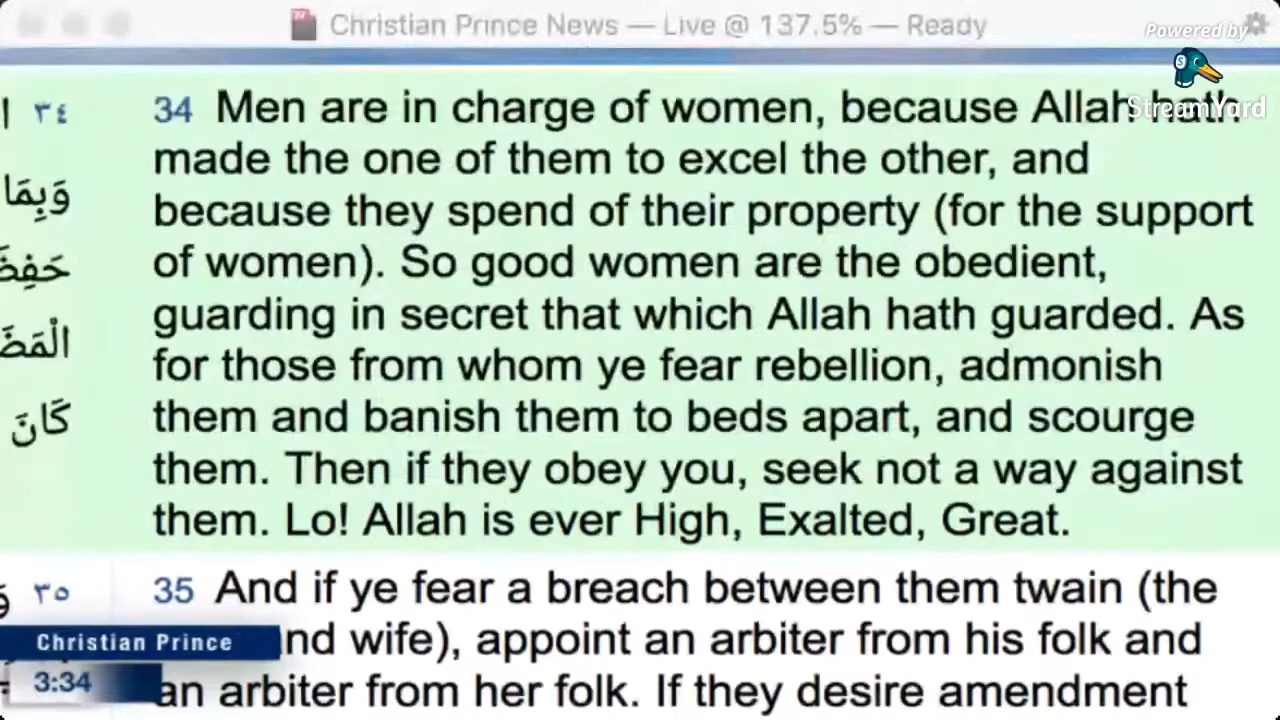 Christian Prince News — Live @ 137.5% — Ready
Powered by
StreamYard
34 Men are in charge of women, because Allah hath
made the one of them to excel the other, and
because they spend of their property (for the support
of women). So good women are the obedient,
guarding in secret that which Allah hath guarded. As
for those from whom ye fear rebellion, admonish
them and banish them to beds apart, and scourge
them. Then if they obey you, seek not a way against
them. Lo! Allah is ever High, Exalted, Great.
٣٤
وَبِمَا
كَانَ
35 And if ye fear a breach between them twain (the
nd wife), appoint an arbiter from his folk and
an arbiter from her folk. If they desire amendment
٣٥
Christian Prince
3:34